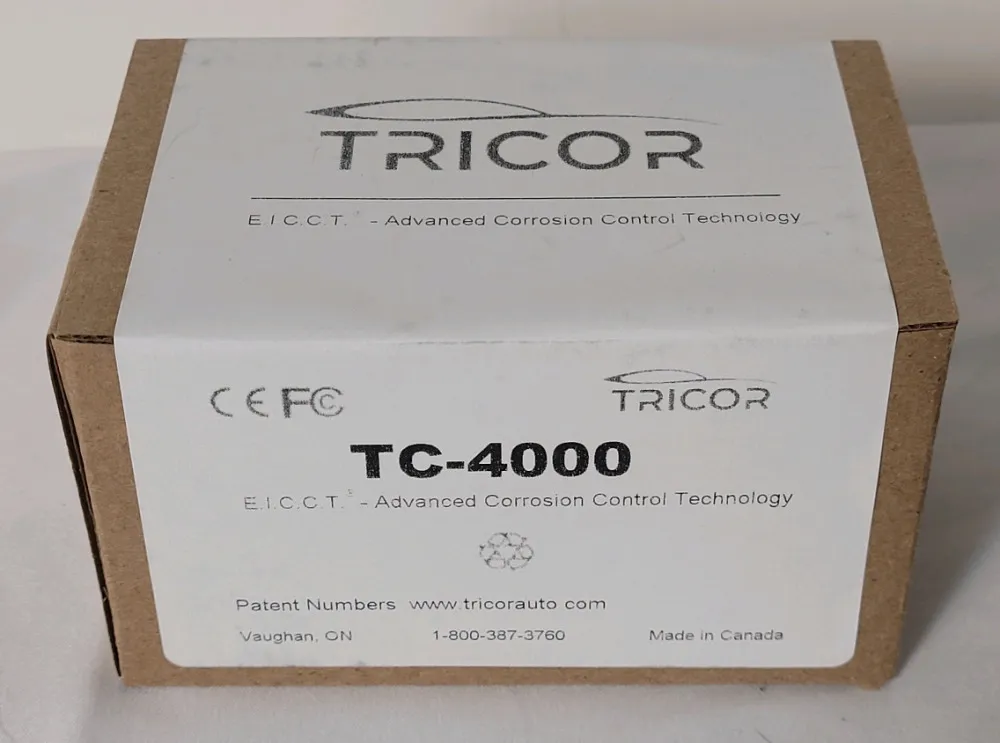 TRICOR
E.I.C.C.T. - Advanced Corrosion Control Technology
CE FC
TRICOR
TC-4000
E.I.C.C.T. - Advanced Corrosion Control Technology
Patent Numbers www.tricorauto.com
Vaughan, ON 1-800-387-3760 Made in Canada